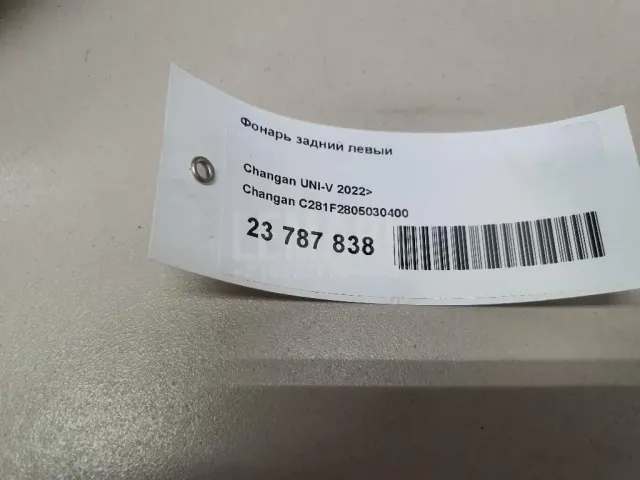 Фонарь задний левый
Changan UNI-V 2022>
Changan C281F2805030400
23 787 838